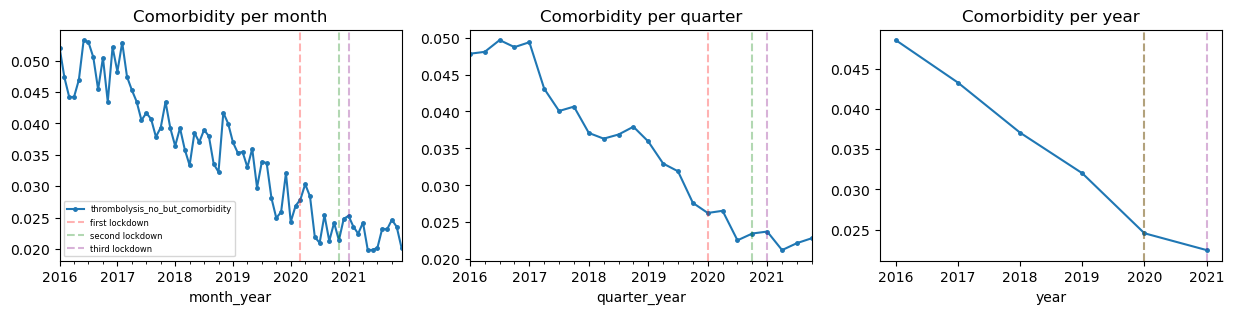 Comorbidity per month
0.050
0.045
0.040
0.035
0.030
0.025
0.020
thrombolysis_no_but_comorbidity
first lockdown
second lockdown
third lockdown
2016 2017 2018 2019 2020 2021
month_year
Comorbidity per quarter
0.050
0.045
0.040
0.035
0.030
0.025
0.020
2016 2017 2018 2019 2020 2021
quarter_year
Comorbidity per year
0.045
0.040
0.035
0.030
0.025
2016 2017 2018 2019 2020 2021
year